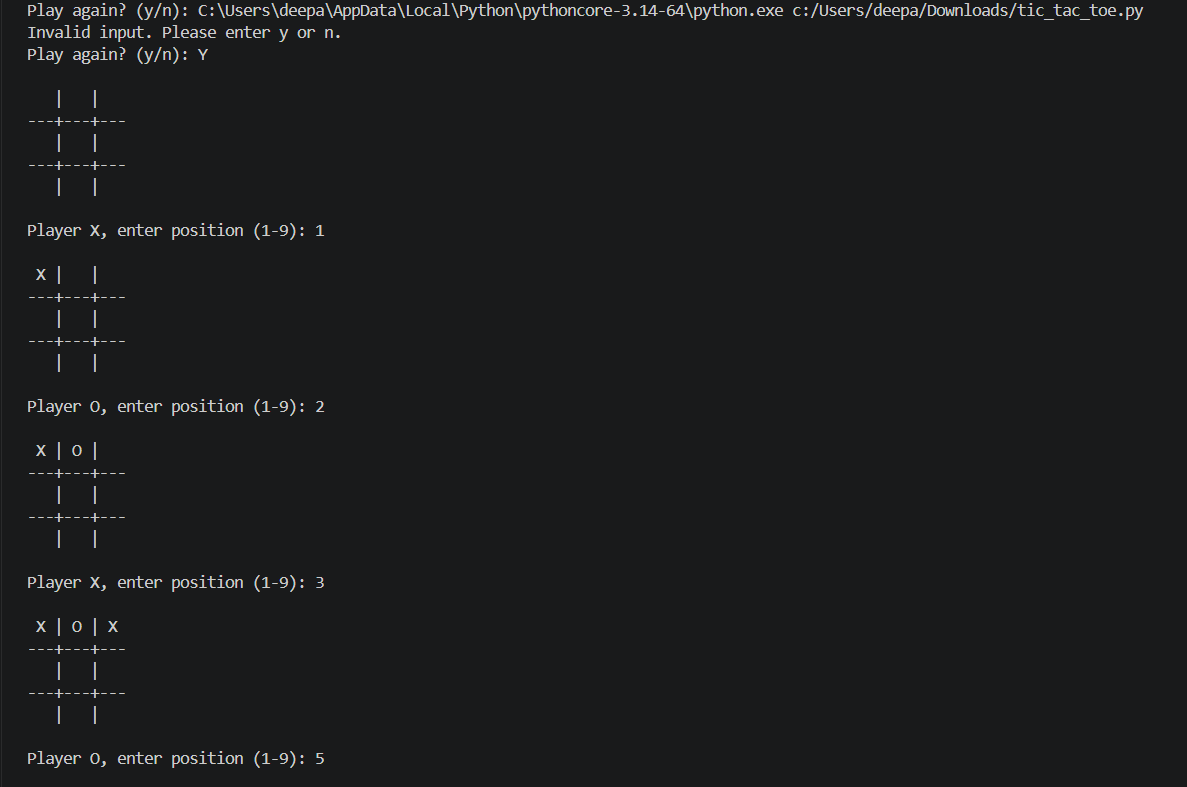 Play again? (y/n): C:\Users\deepa\AppData\Local\Python\pythoncore-3.14-64\python.exe c:/Users/deepa/Downloads/tic_tac_toe.py
Invalid input. Please enter y or n.
Play again? (y/n): Y

   |   |
---+---+---
   |   |
---+---+---
   |   |

Player X, enter position (1-9): 1

 X |   |
---+---+---
   |   |
---+---+---
   |   |

Player O, enter position (1-9): 2

 X | O |
---+---+---
   |   |
---+---+---
   |   |

Player X, enter position (1-9): 3

 X | O | X
---+---+---
   |   |
---+---+---
   |   |

Player O, enter position (1-9): 5